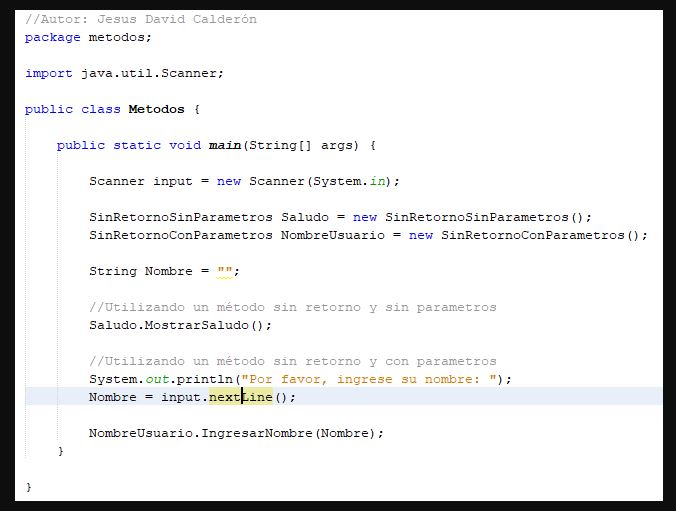 //Autor: Jesus David Calderón
package metodos;
import java.util.Scanner;
public class Metodos {
public static void main(String[] args) {
Scanner input = new Scanner(System.in);
SinRetornoSinParametros Saludo = new SinRetornoSinParametros();
SinRetornoConParametros NombreUsuario = new SinRetornoConParametros();
String Nombre = "";
//Utilizando un método sin retorno y sin parametros
Saludo.MostrarSaludo();
//Utilizando un método sin retorno y con parametros
System.out.println("Por favor, ingrese su nombre: ");
Nombre = input.nextLine();
NombreUsuario.IngresarNombre(Nombre);
}
}